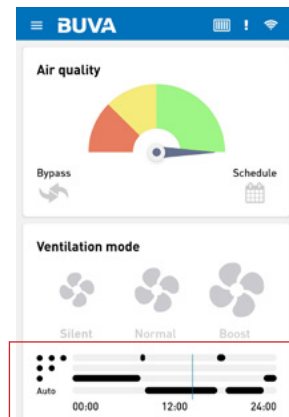 BUVA !
Air quality
Bypass Schedule
Ventilation mode
Silent Normal Boost
Auto
00:00 12:00 24:00